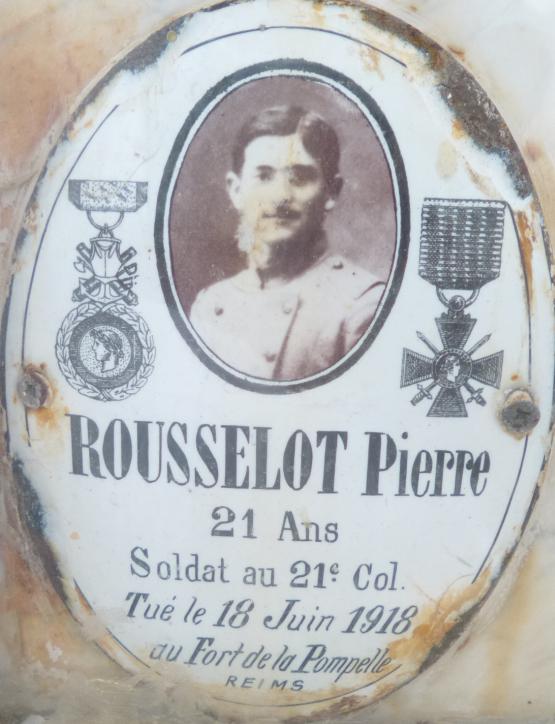 ROUSSELOT Pierre
21 Ans
Soldat au 21e Col.
Tué le 18 Juin 1918
au Fort de la Pompelle
REIMS